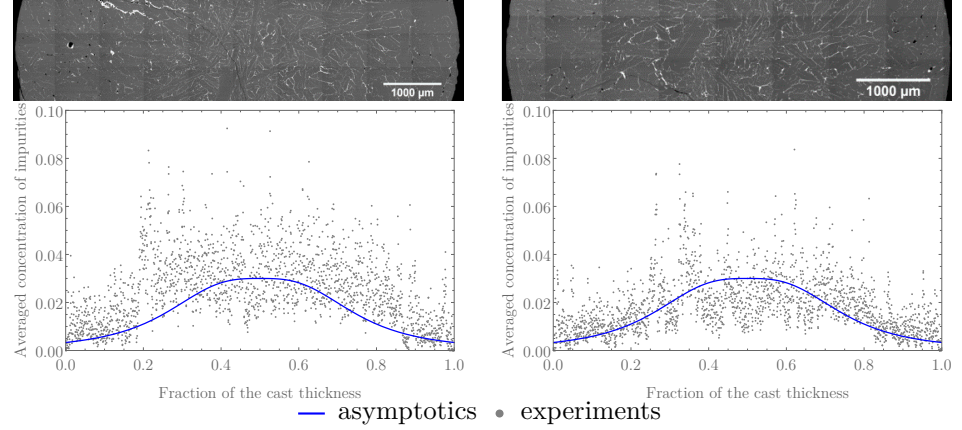 1000 µm
1000 µm
Averaged concentration of impurities
0.10
0.08
0.06
0.04
0.02
0.00
0.0 0.2 0.4 0.6 0.8 1.0
Fraction of the cast thickness
Averaged concentration of impurities
0.10
0.08
0.06
0.04
0.02
0.00
0.0 0.2 0.4 0.6 0.8 1.0
Fraction of the cast thickness
asymptotics experiments